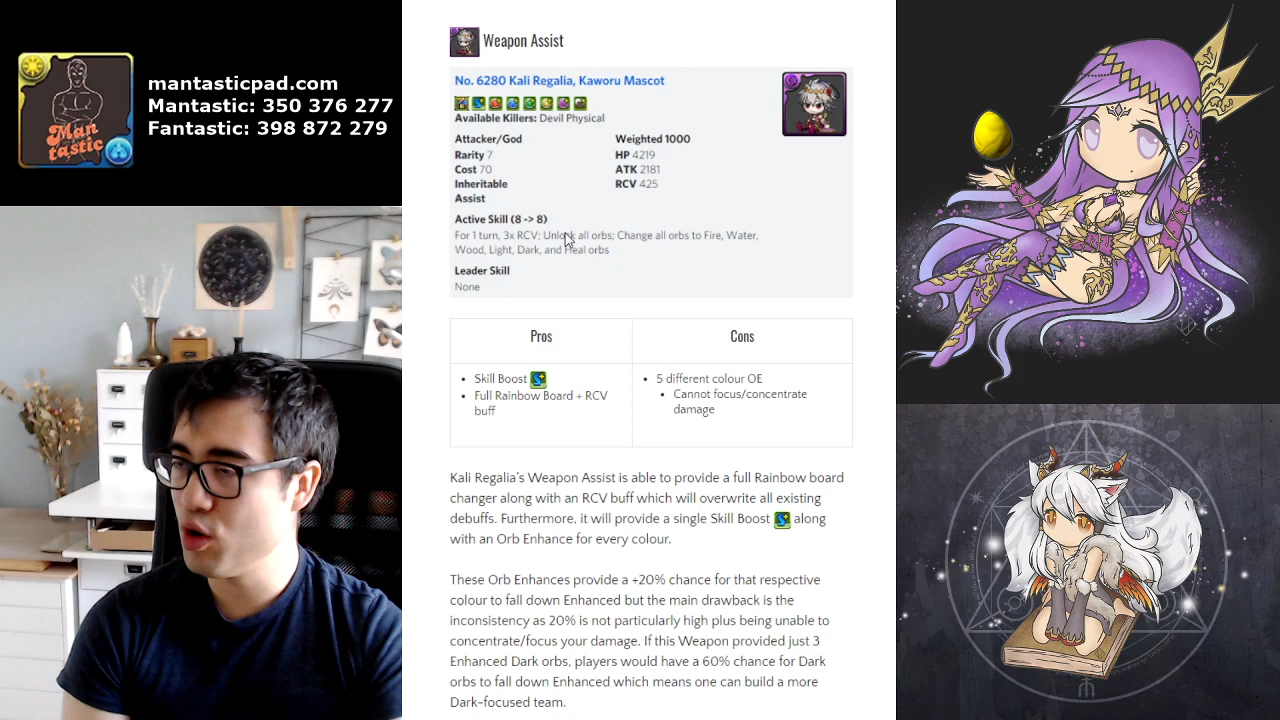 Man
tastic
mantasticpad.com
Mantastic: 350 376 277
Fantastic: 398 872 279
Weapon Assist
No. 6280 Kali Regalia, Kaworu Mascot
Available Killers: Devil Physical
Attacker/God
Rarity 7
Cost 70
Inheritable
Assist
Weighted 1000
HP 4219
ATK 2181
RCV 425
Active Skill (8 -> 8)
For 1 turn, 3x RCV; Unlock all orbs; Change all orbs to Fire, Water,
Wood, Light, Dark, and Heal orbs
Leader Skill
None
Pros
Cons
• Skill Boost
• Full Rainbow Board + RCV
buff
• 5 different colour OE
• Cannot focus/concentrate
damage
Kali Regalia's Weapon Assist is able to provide a full Rainbow board
changer along with an RCV buff which will overwrite all existing
debuffs. Furthermore, it will provide a single Skill Boost along
with an Orb Enhance for every colour.
These Orb Enhances provide a +20% chance for that respective
colour to fall down Enhanced but the main drawback is the
inconsistency as 20% is not particularly high plus being unable to
concentrate/focus your damage. If this Weapon provided just 3
Enhanced Dark orbs, players would have a 60% chance for Dark
orbs to fall down Enhanced which means one can build a more
Dark-focused team.